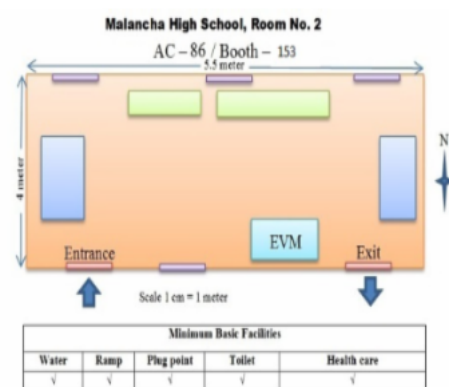 Malancha High School, Room No. 2
AC – 86 / Booth – 153
5.5 meter
4 meter
N
EVM
Entrance
Exit
Scale 1 cm = 1 meter
Minimum Basic Facilities
Water Ramp Plug point Toilet Health care
√ √ √ √ √